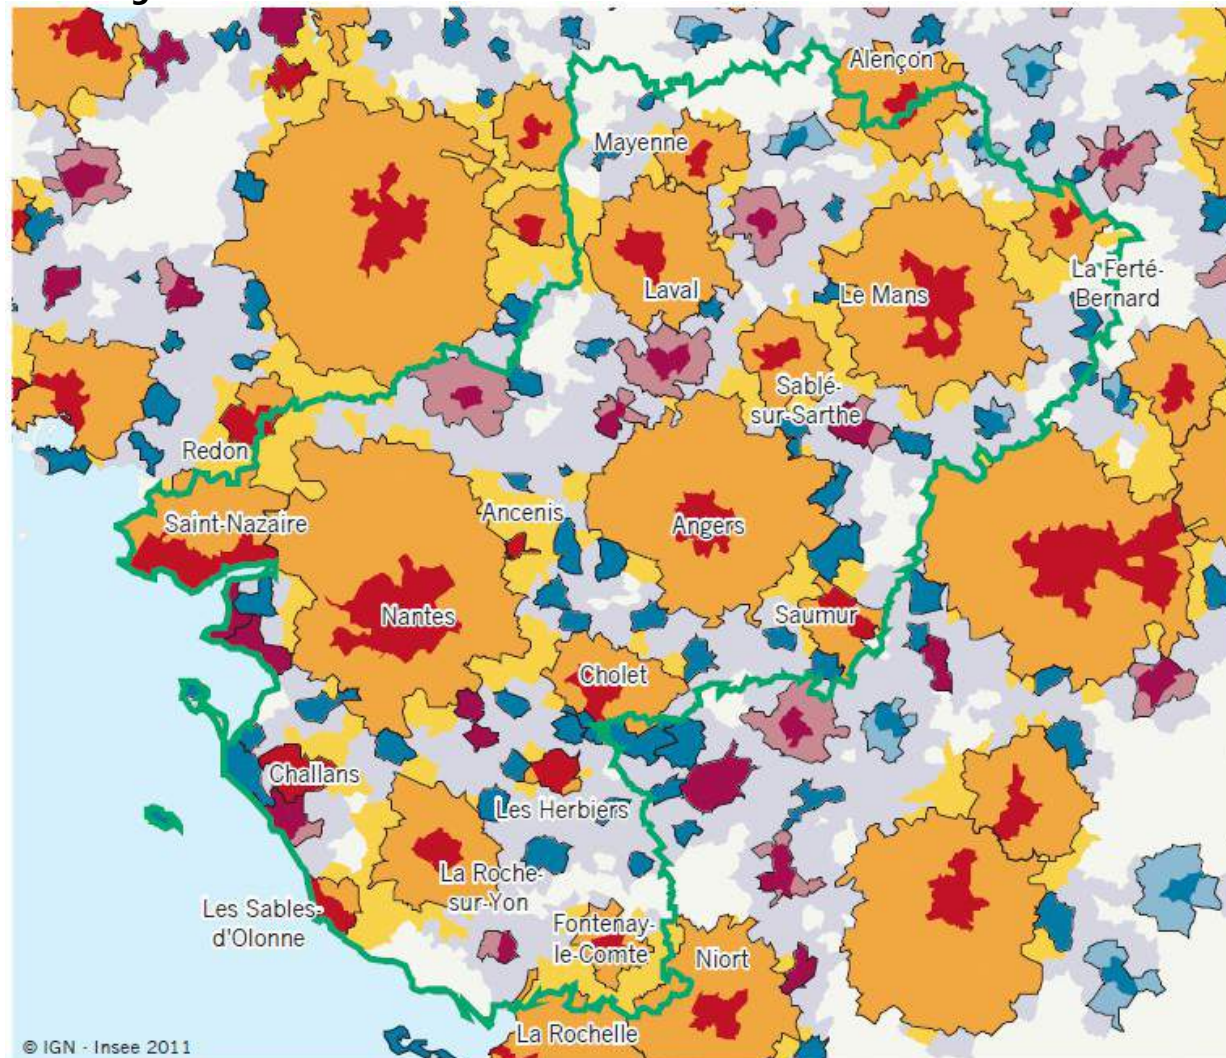 Alençon
Mayenne
La Ferté-
Bernard
Laval
Le Mans
Sablé-
sur-Sarthe
Redon
Saint-Nazaire
Ancenis
Angers
Nantes
Saumur
Cholet
Challans
Les Herbiers
La Roche-
sur-Yon
Les Sables-
d'Olonne
Fontenay-
le-Comte
Niort
La Rochelle
© IGN - Insee 2011